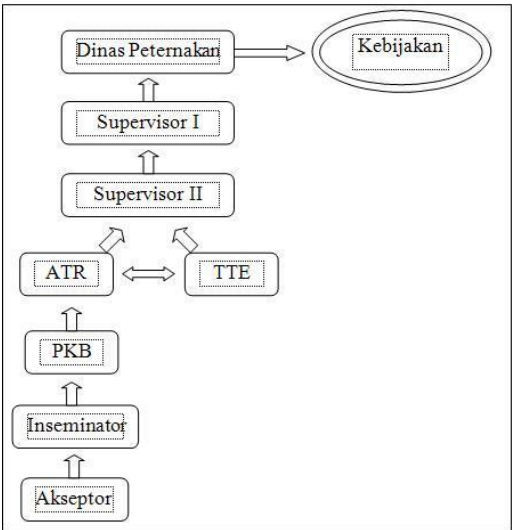 Dinas Peternakan
Kebijakan
Supervisor I
Supervisor II
ATR
TTE
PKB
Inseminator
Akseptor